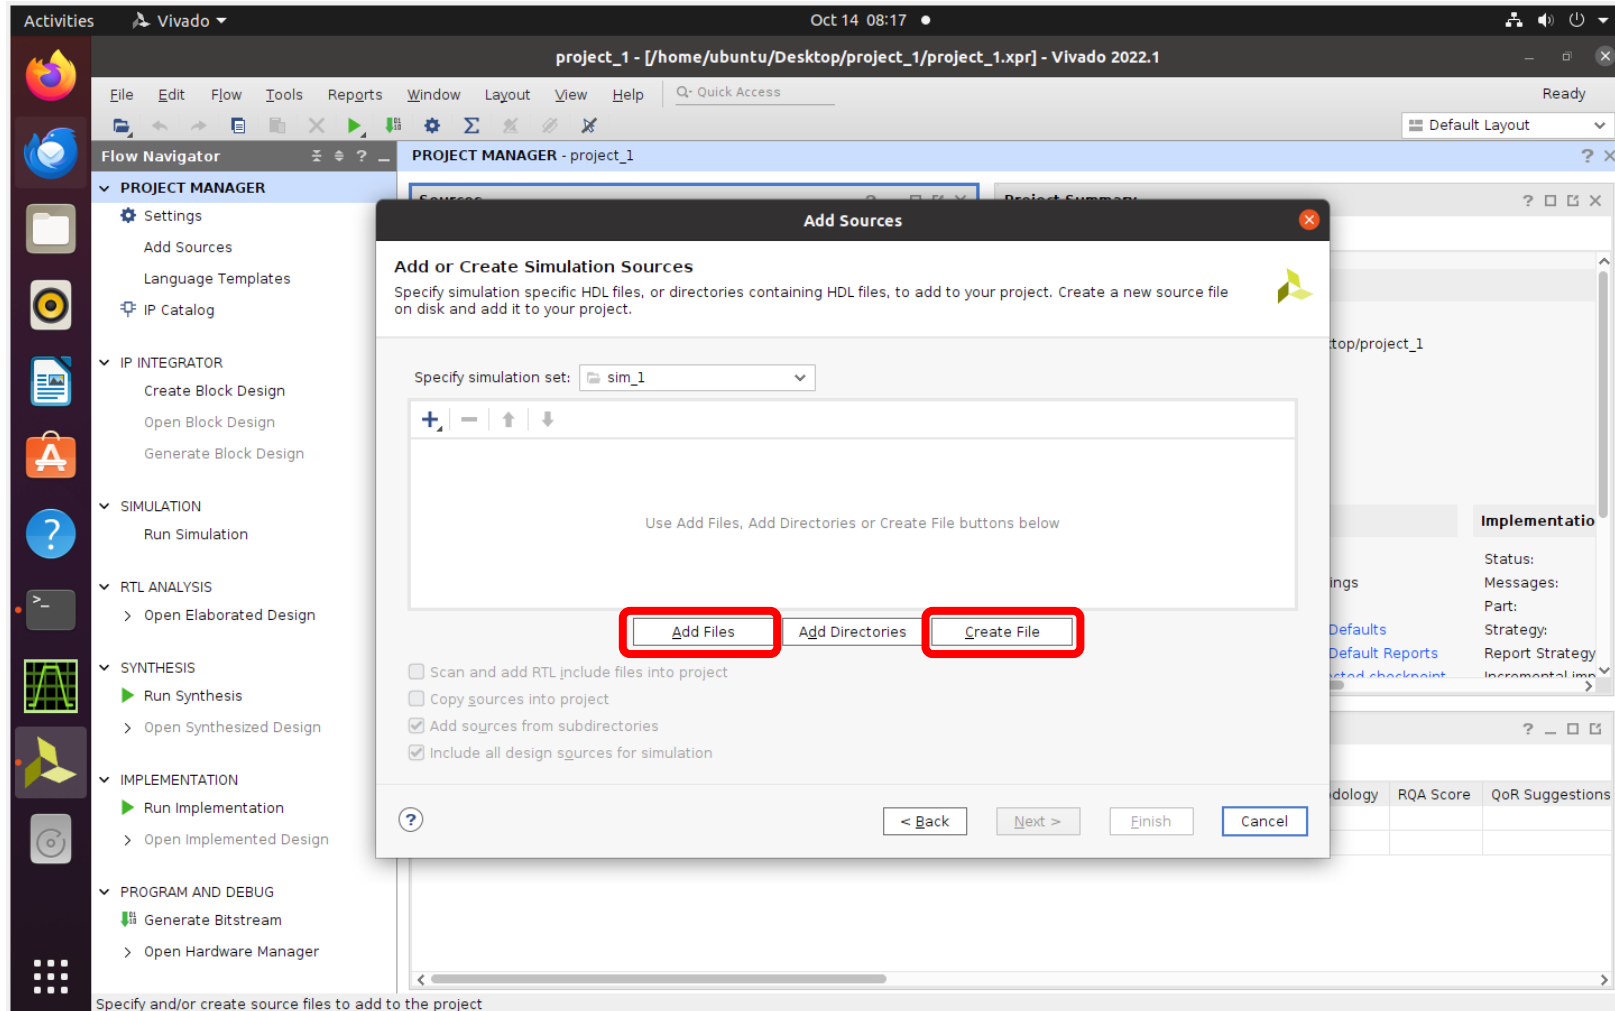 Activities
Vivado
Oct 14 08:17
project_1 - [/home/ubuntu/Desktop/project_1/project_1.xpr] - Vivado 2022.1
File Edit Flow Tools Reports Window Layout View Help
Quick Access
Ready
Default Layout
Flow Navigator
PROJECT MANAGER - project_1
PROJECT MANAGER
Settings
Add Sources
Language Templates
IP Catalog
IP INTEGRATOR
Create Block Design
Open Block Design
Generate Block Design
SIMULATION
Run Simulation
RTL ANALYSIS
Open Elaborated Design
SYNTHESIS
Run Synthesis
Open Synthesized Design
IMPLEMENTATION
Run Implementation
Open Implemented Design
PROGRAM AND DEBUG
Generate Bitstream
Open Hardware Manager
Sources
Project Summary
Add Sources
Add or Create Simulation Sources
Specify simulation specific HDL files, or directories containing HDL files, to add to your project. Create a new source file
on disk and add it to your project.
Specify simulation set: sim_1
Use Add Files, Add Directories or Create File buttons below
Add Files
Add Directories
Create File
Scan and add RTL include files into project
Copy sources into project
Add sources from subdirectories
Include all design sources for simulation
< Back
Next >
Finish
Cancel
top/project_1
Implementatio
Status:
ings
Messages:
Part:
Defaults
Strategy:
Default Reports
Report Strategy
cted checkpoint
Incremental imp
dology
RQA Score
QoR Suggestions
Specify and/or create source files to add to the project